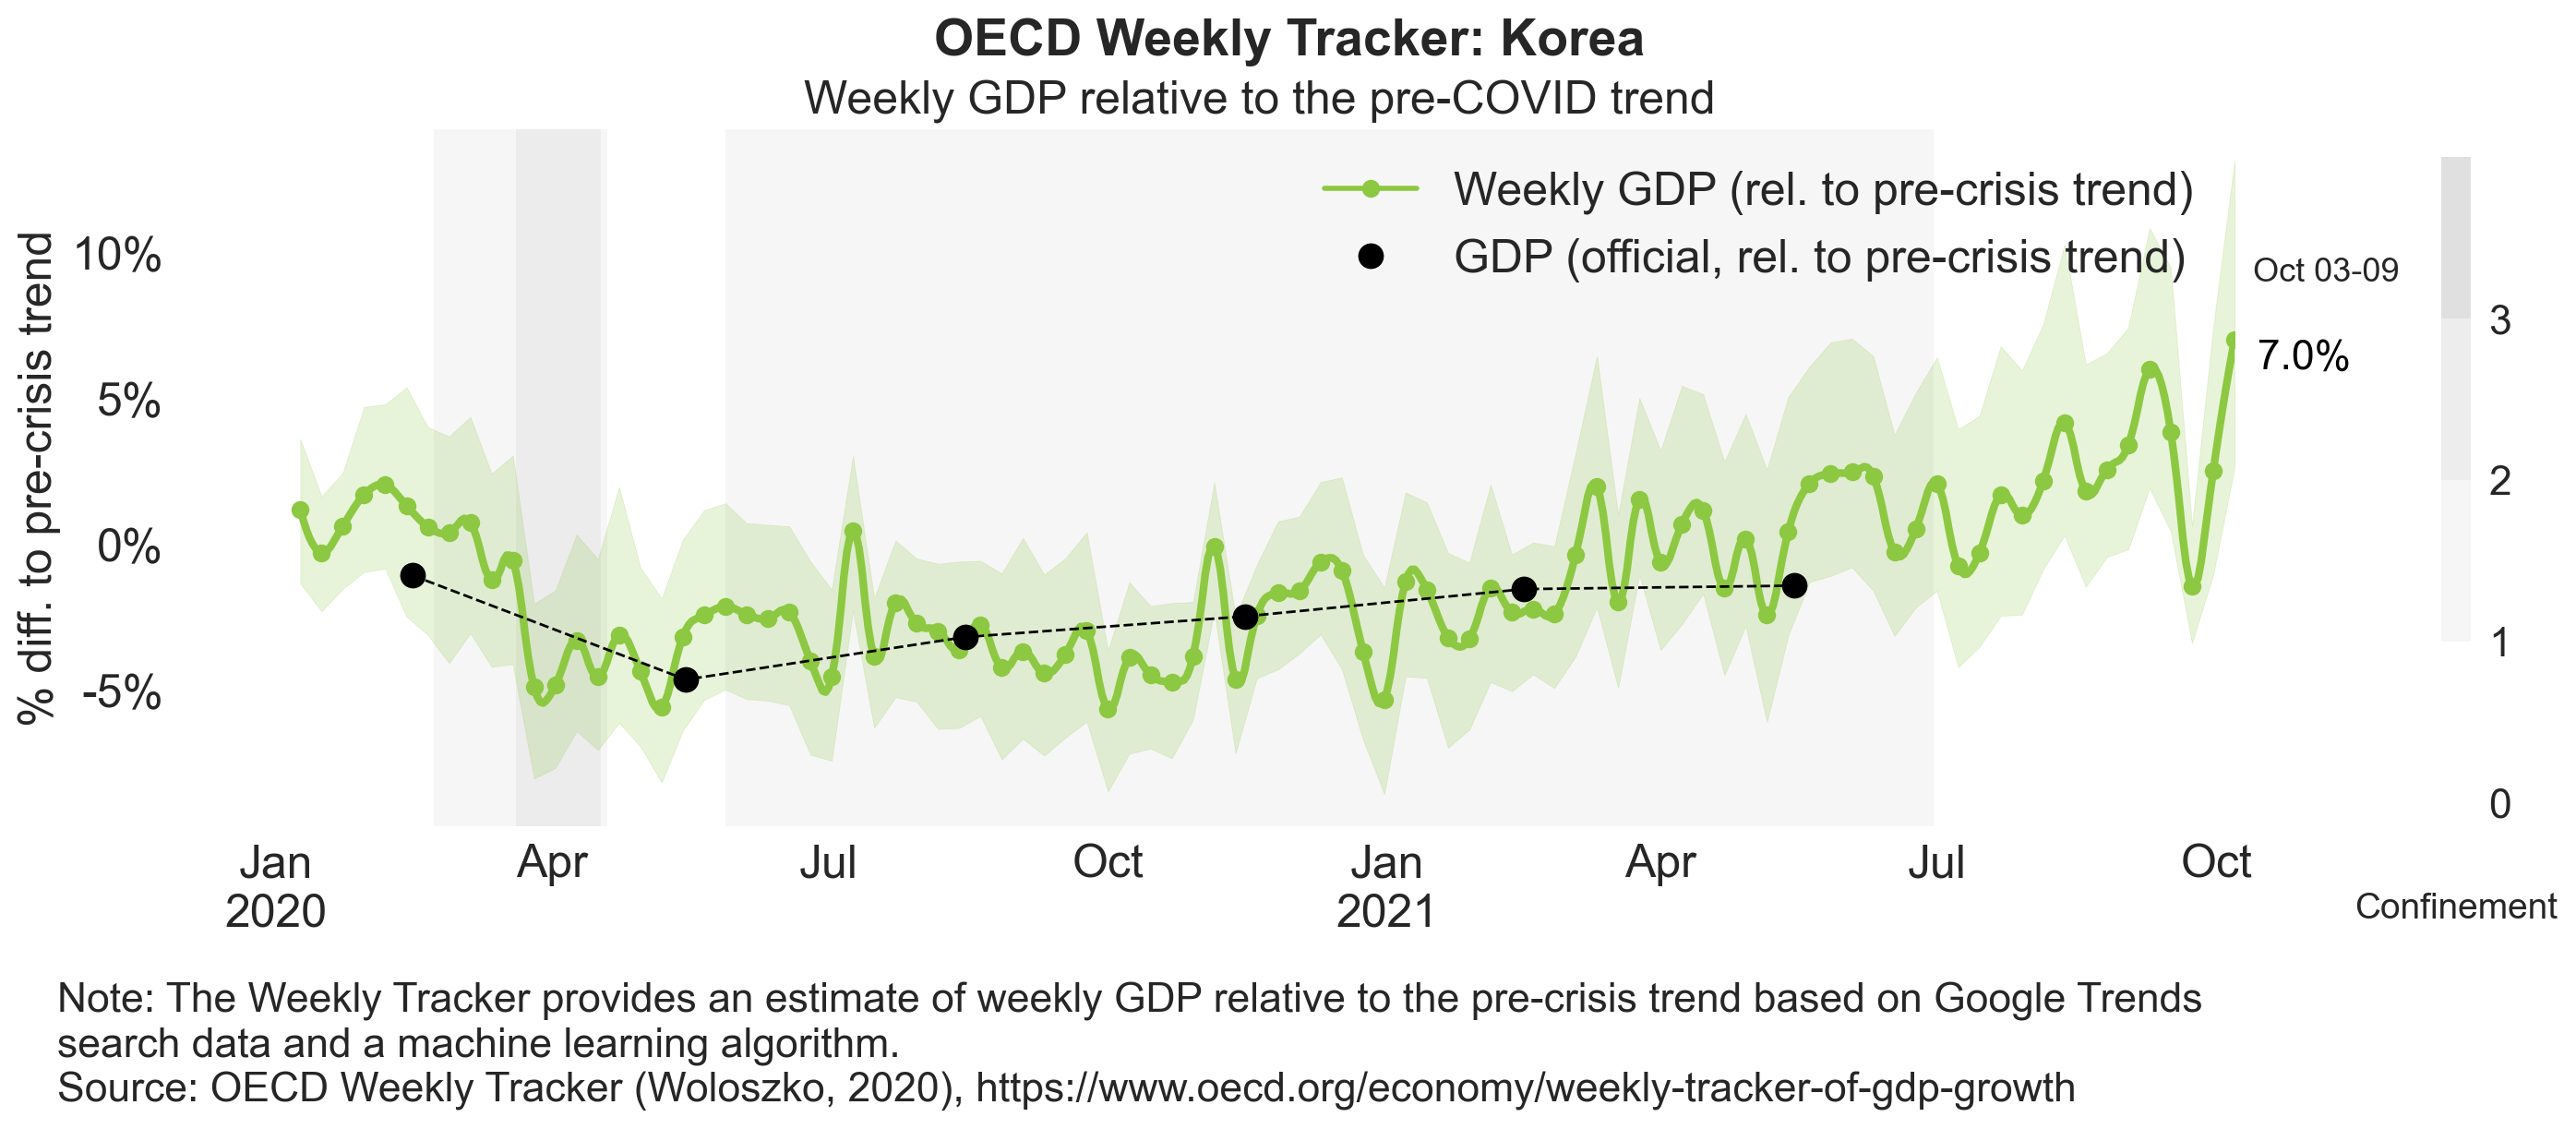 OECD Weekly Tracker: Korea
Weekly GDP relative to the pre-COVID trend
Weekly GDP (rel. to pre-crisis trend)
GDP (official, rel. to pre-crisis trend)
% diff. to pre-crisis trend
10%
5%
0%
-5%
Oct 03-09
7.0%
3
2
1
0
Confinement
Jan
2020
Apr
Jul
Oct
Jan
2021
Apr
Jul
Oct
Note: The Weekly Tracker provides an estimate of weekly GDP relative to the pre-crisis trend based on Google Trends
search data and a machine learning algorithm.
Source: OECD Weekly Tracker (Woloszko, 2020), https://www.oecd.org/economy/weekly-tracker-of-gdp-growth